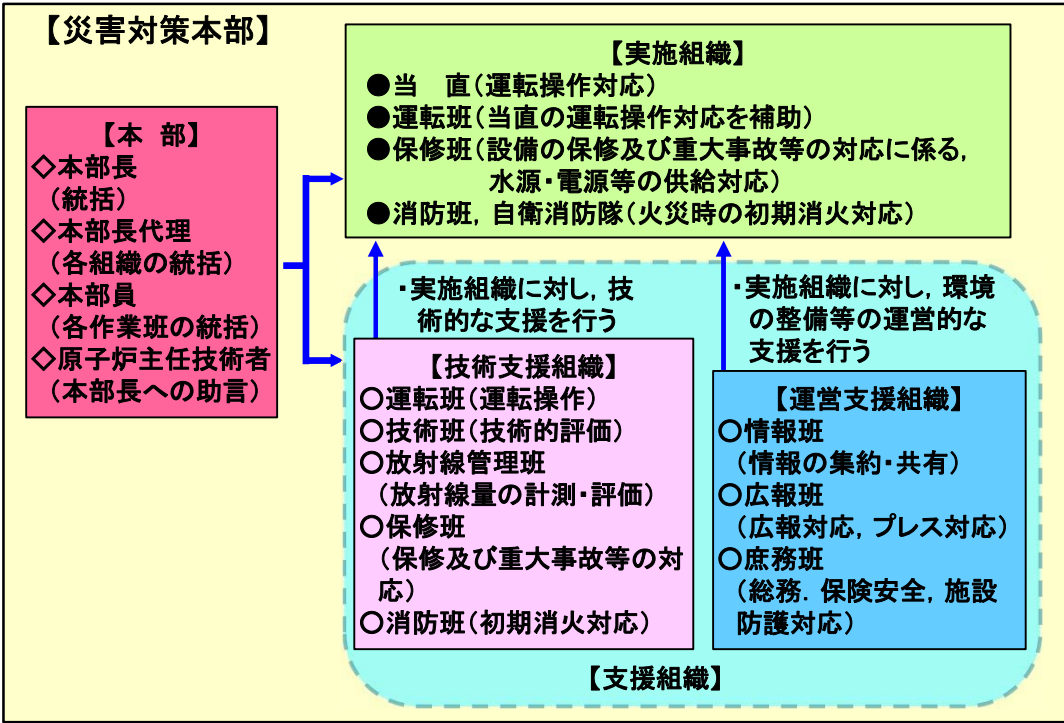 【災害対策本部】
【本 部】
◇本部長
(統括)
◇本部長代理
(各組織の統括)
◇本部員
(各作業班の統括)
◇原子炉主任技術者
(本部長への助言)
【実施組織】
●当　直(運転操作対応)
●運転班(当直の運転操作対応を補助)
●保修班(設備の保修及び重大事故等の対応に係る,
水源・電源等の供給対応)
●消防班,自衛消防隊(火災時の初期消火対応)
・実施組織に対し,技
術的な支援を行う
・実施組織に対し,環境
の整備等の運営的な
支援を行う
【技術支援組織】
○運転班(運転操作)
○技術班(技術的評価)
○放射線管理班
(放射線量の計測・評価)
○保修班
(保修及び重大事故等の対
応)
○消防班(初期消火対応)
【運営支援組織】
○情報班
(情報の集約・共有)
○広報班
(広報対応,プレス対応)
○庶務班
(総務.保険安全,施設
防護対応)
【支援組織】